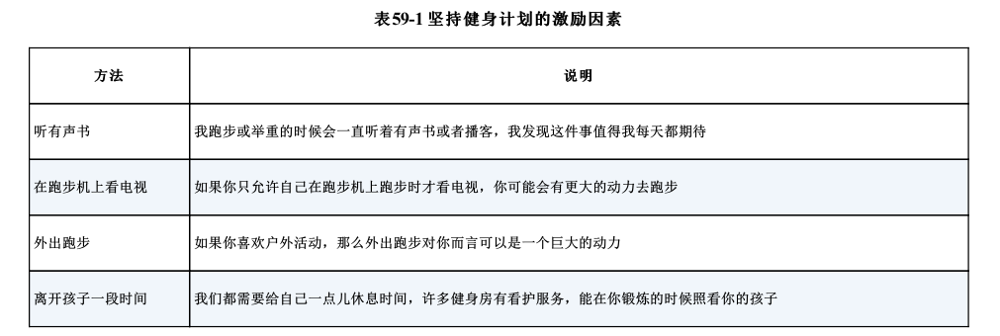 表59-1 坚持健身计划的激励因素
方法 说明
听有声书 我跑步或举重的时候会一直听着有声书或者播客，我发现这件事值得我每天都期待
在跑步机上看电视 如果你只允许自己在跑步机上跑步时才看电视，你可能会有更大的动力去跑步
外出跑步 如果你喜欢户外活动，那么外出跑步对你而言可以是一个巨大的动力
离开孩子一段时间 我们都需要给自己一点儿休息时间，许多健身房有看护服务，能在你锻炼的时候照看你的孩子